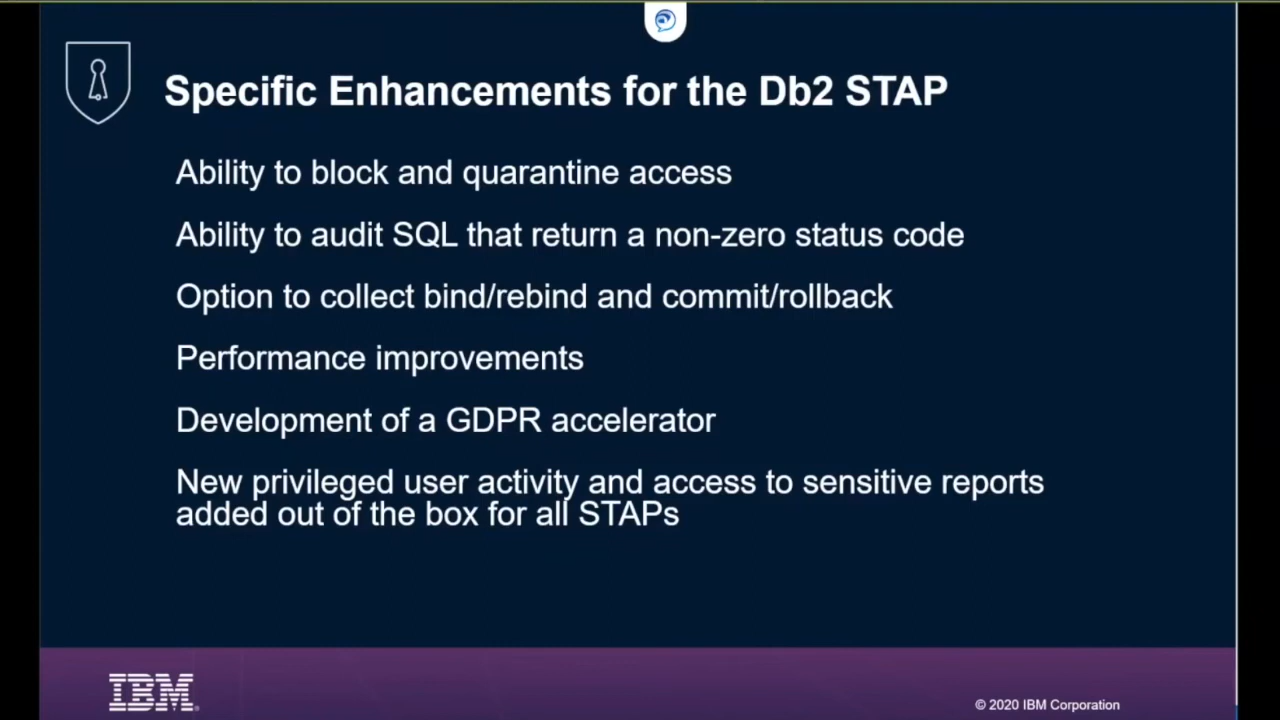 Specific Enhancements for the Db2 STAP
Ability to block and quarantine access
Ability to audit SQL that return a non-zero status code
Option to collect bind/rebind and commit/rollback
Performance improvements
Development of a GDPR accelerator
New privileged user activity and access to sensitive reports
added out of the box for all STAPs
IBM
© 2020 IBM Corporation